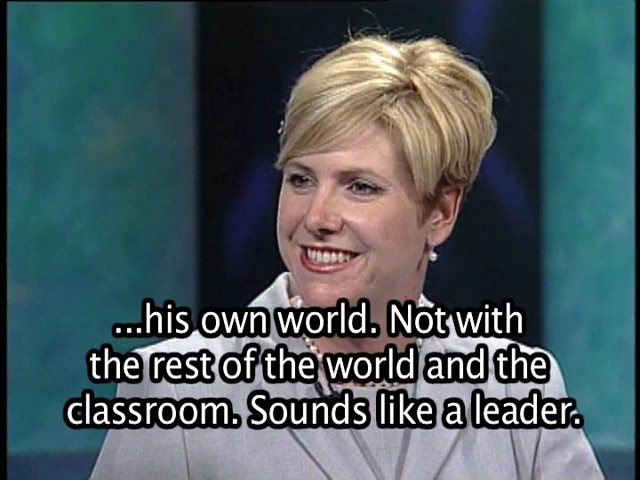 ...his own world. Not with
the rest of the world and the
classroom. Sounds like a leader.